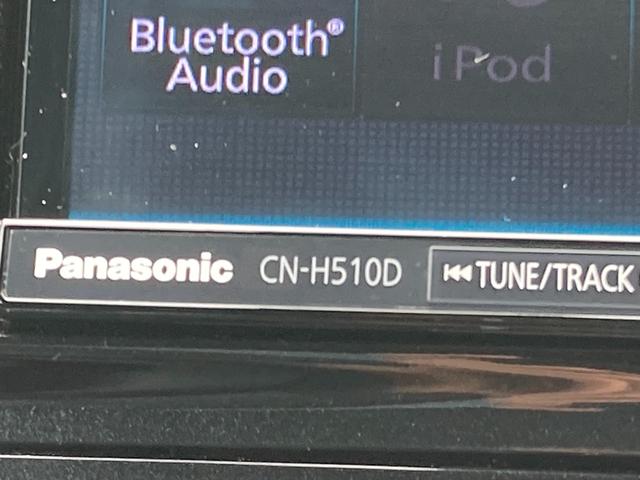 Bluetooth®
Audio
iPod
Panasonic CN-H510D ⏮TUNE/TRACK